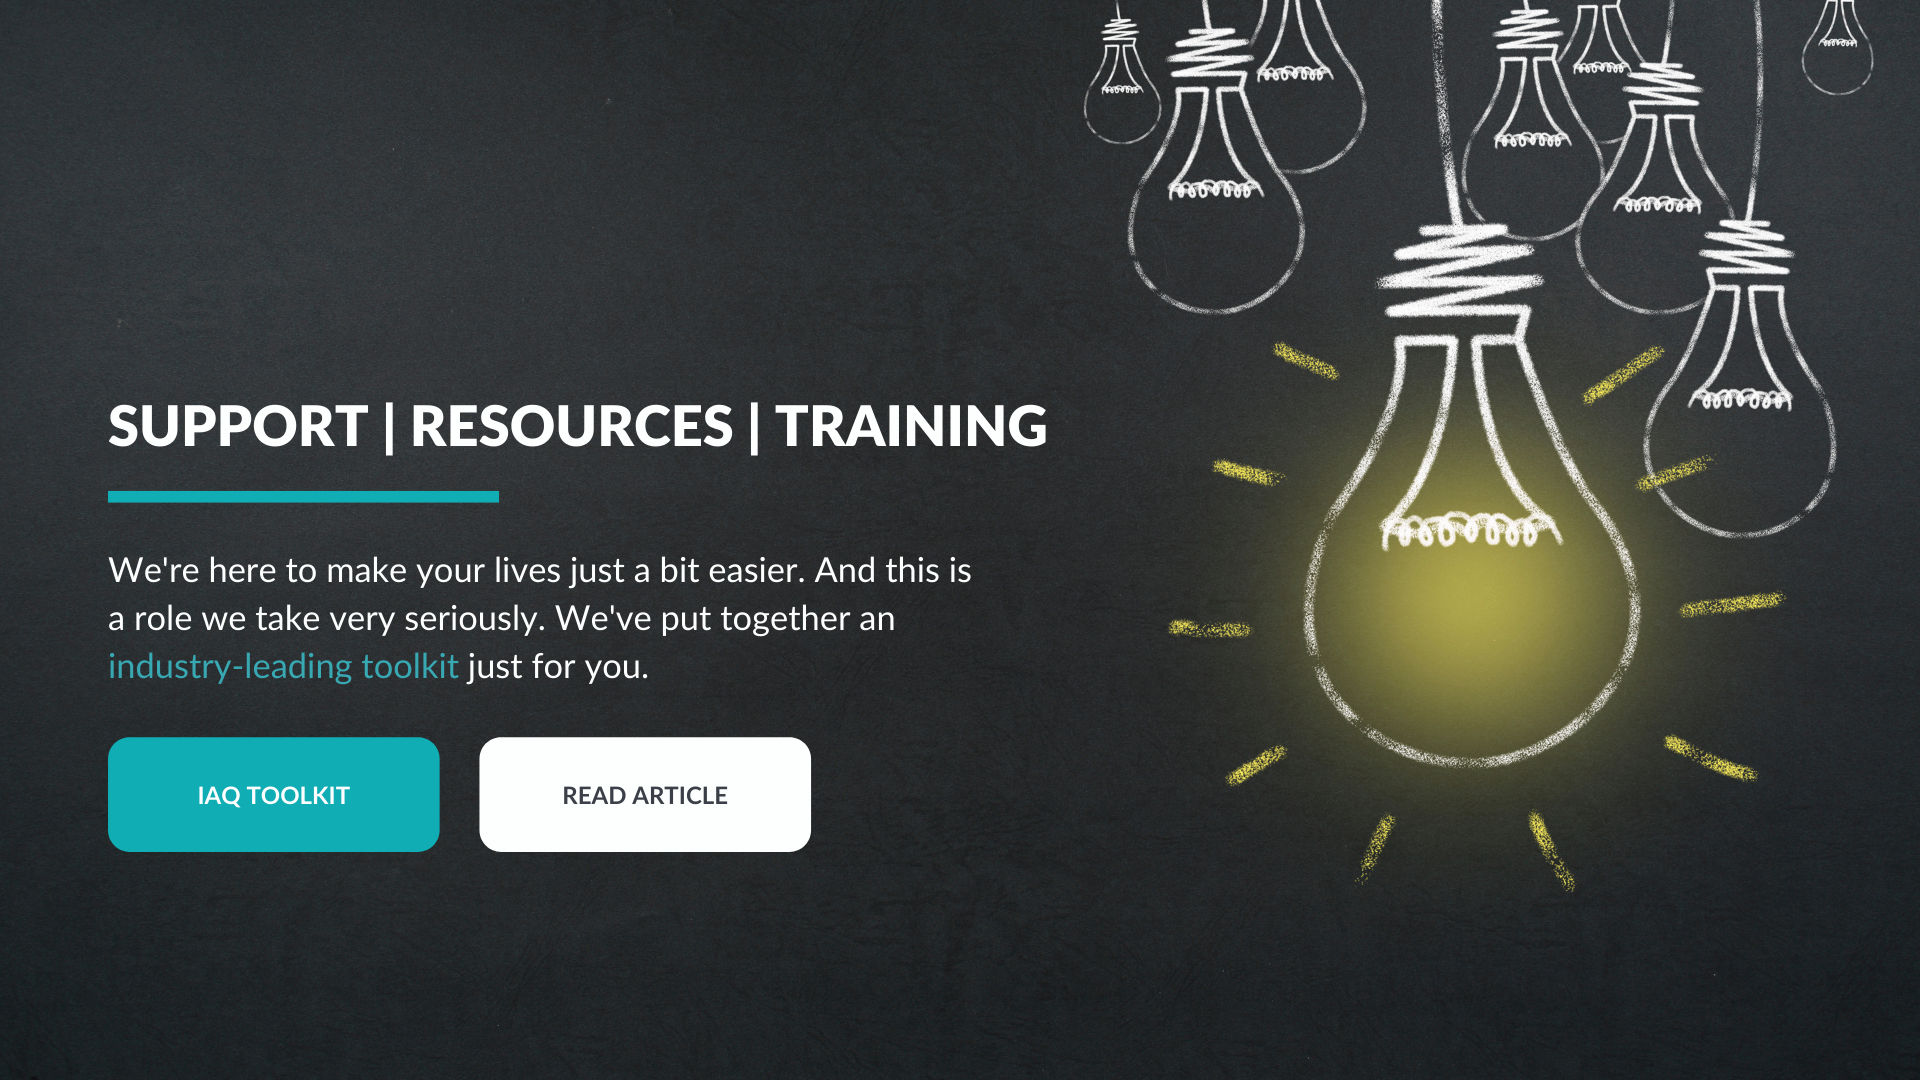 SUPPORT | RESOURCES | TRAINING
We're here to make your lives just a bit easier. And this is
a role we take very seriously. We've put together an
industry-leading toolkit just for you.
IAQ TOOLKIT
READ ARTICLE